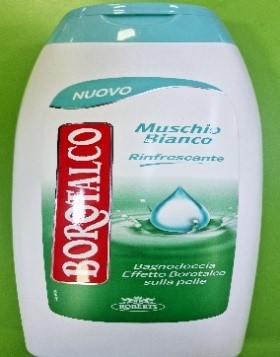 NUOVO
BOROTALCO
Muschio
Bianco
Rinfrescante
Bagnodoccia
Effetto Borotalco
sulla pelle
ROBERTS